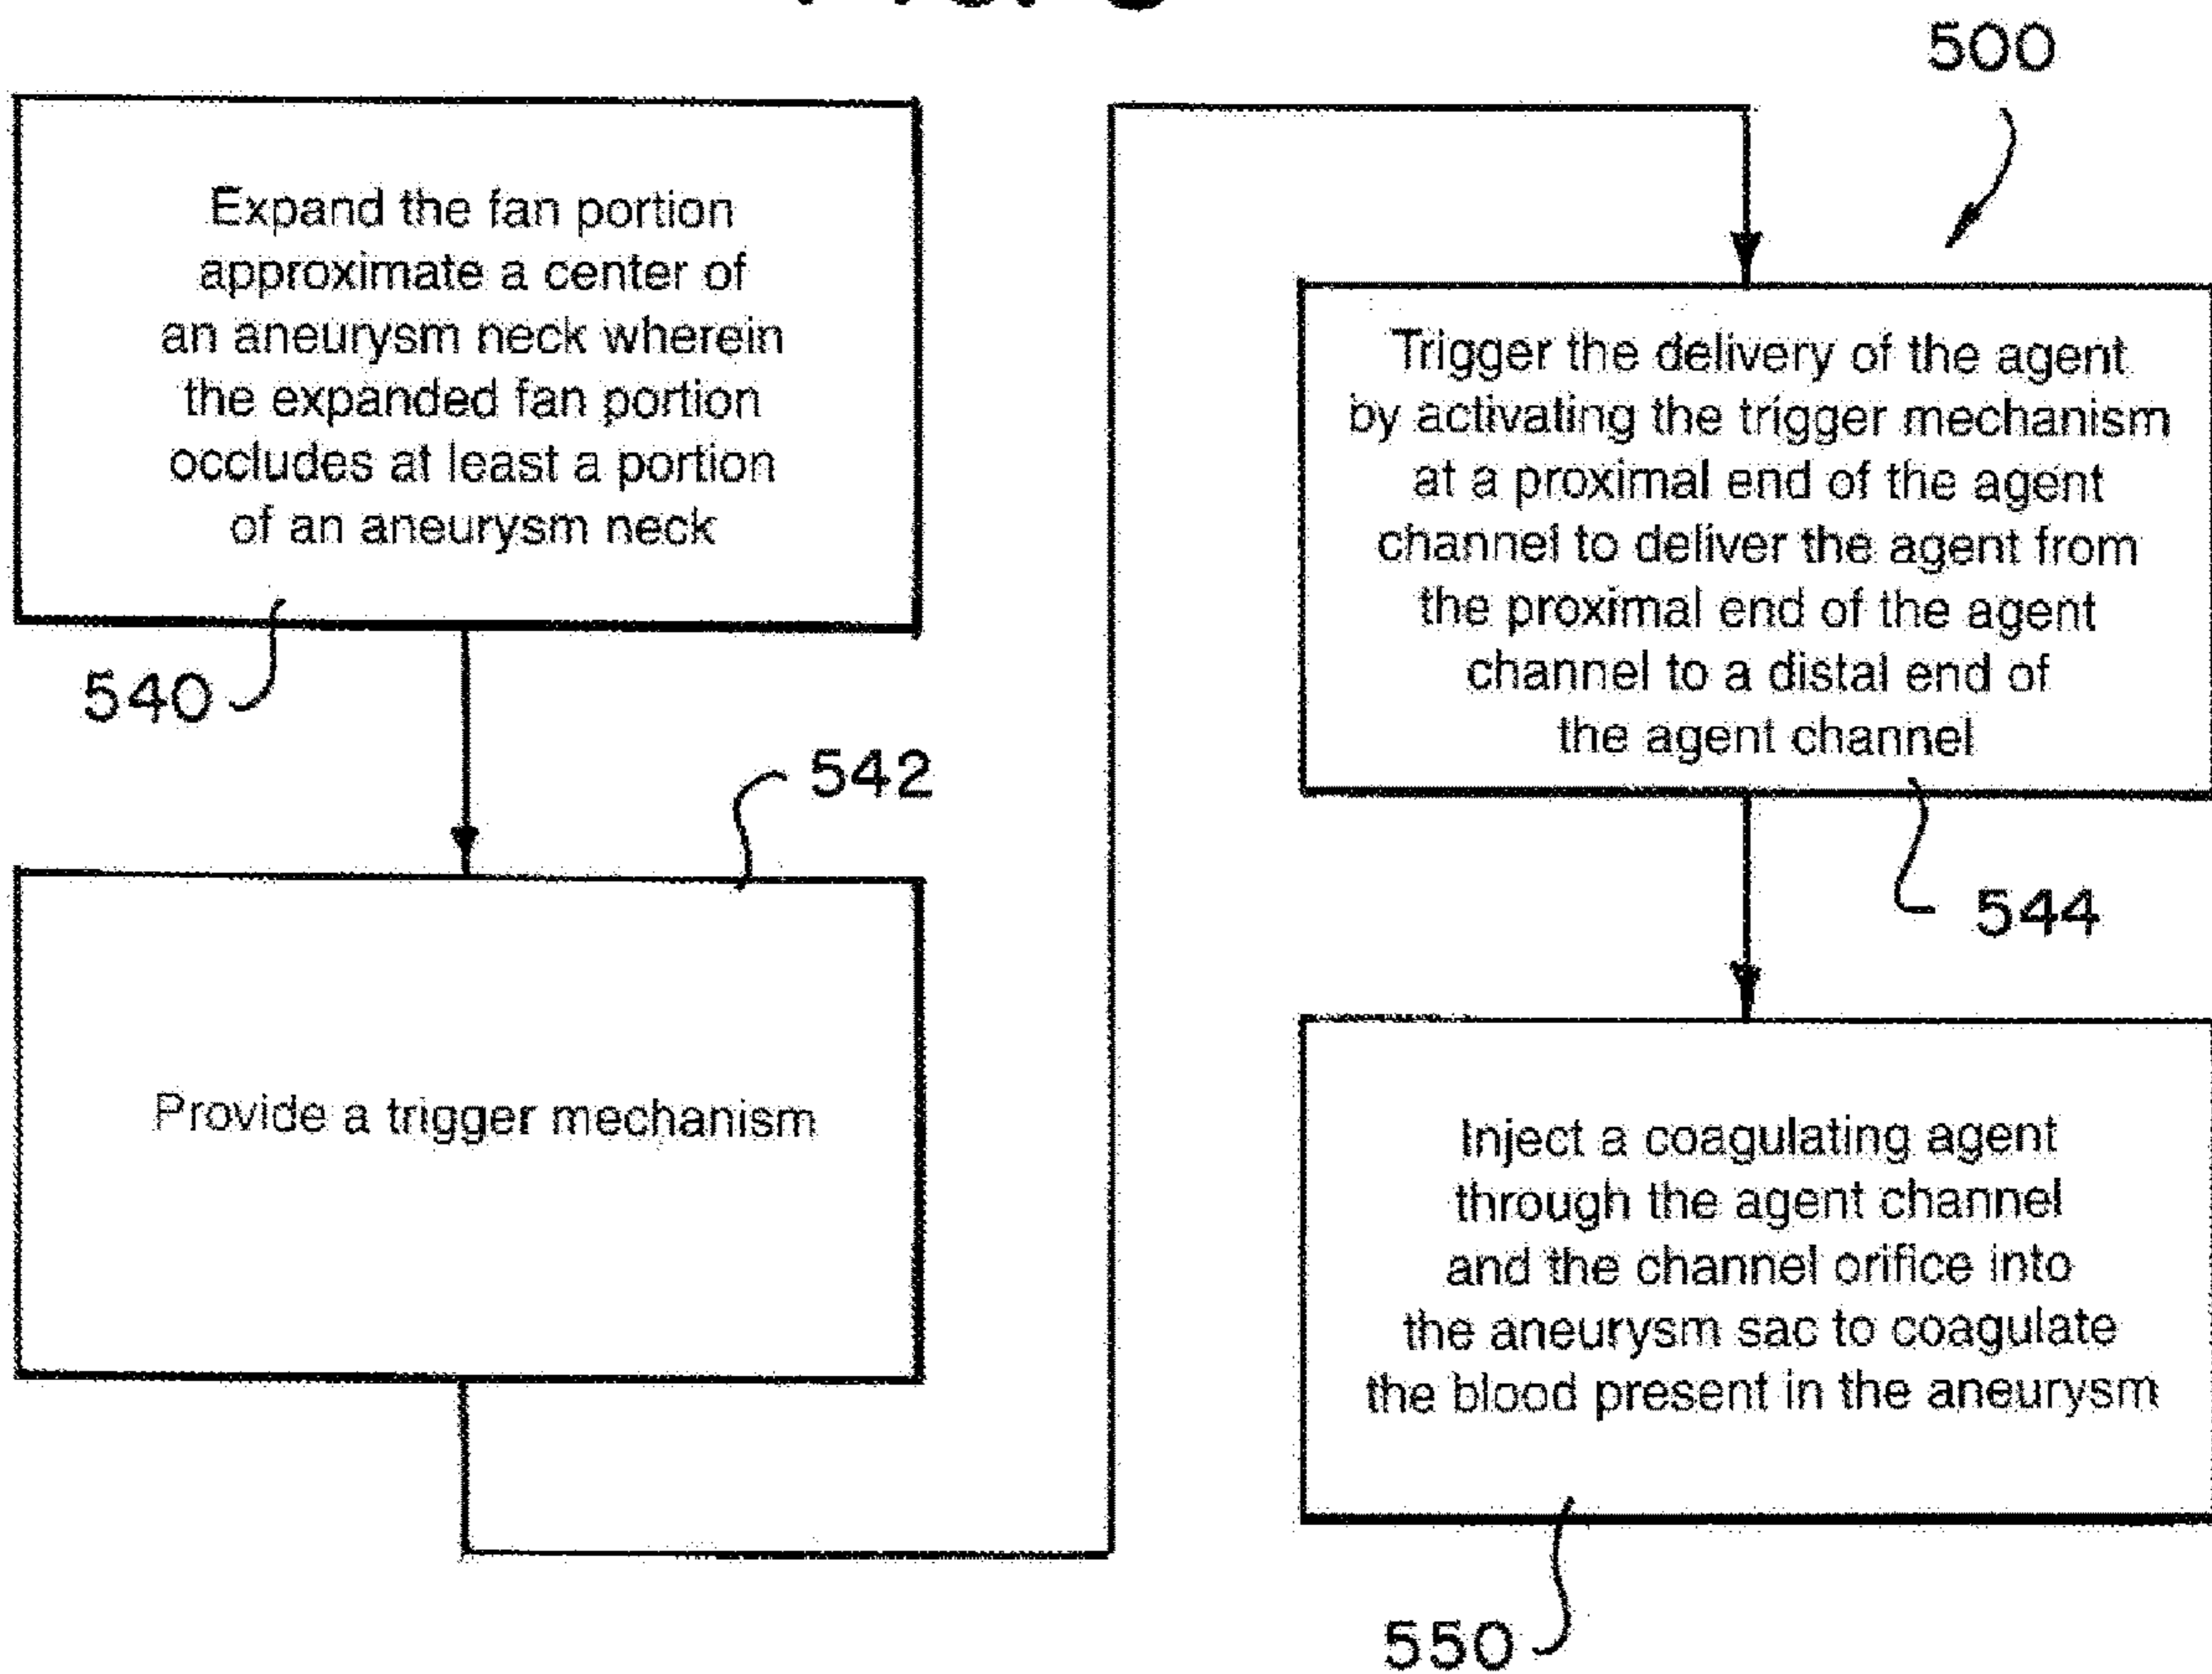 500
Expand the fan portion
approximate a center of
an aneurysm neck wherein
the expanded fan portion
occludes at least a portion
of an aneurysm neck
540
542
Provide a trigger mechanism
Trigger the delivery of the agent
by activating the trigger mechanism
at a proximal end of the agent
channel to deliver the agent from
the proximal end of the agent
channel to a distal end of
the agent channel
544
Inject a coagulating agent
through the agent channel
and the channel orifice into
the aneurysm sac to coagulate
the blood present in the aneurysm
550